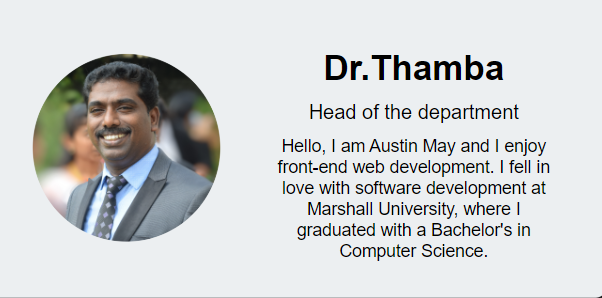 Dr.Thamba
Head of the department
Hello, I am Austin May and I enjoy
front-end web development. I fell in
love with software development at
Marshall University, where I
graduated with a Bachelor's in
Computer Science.